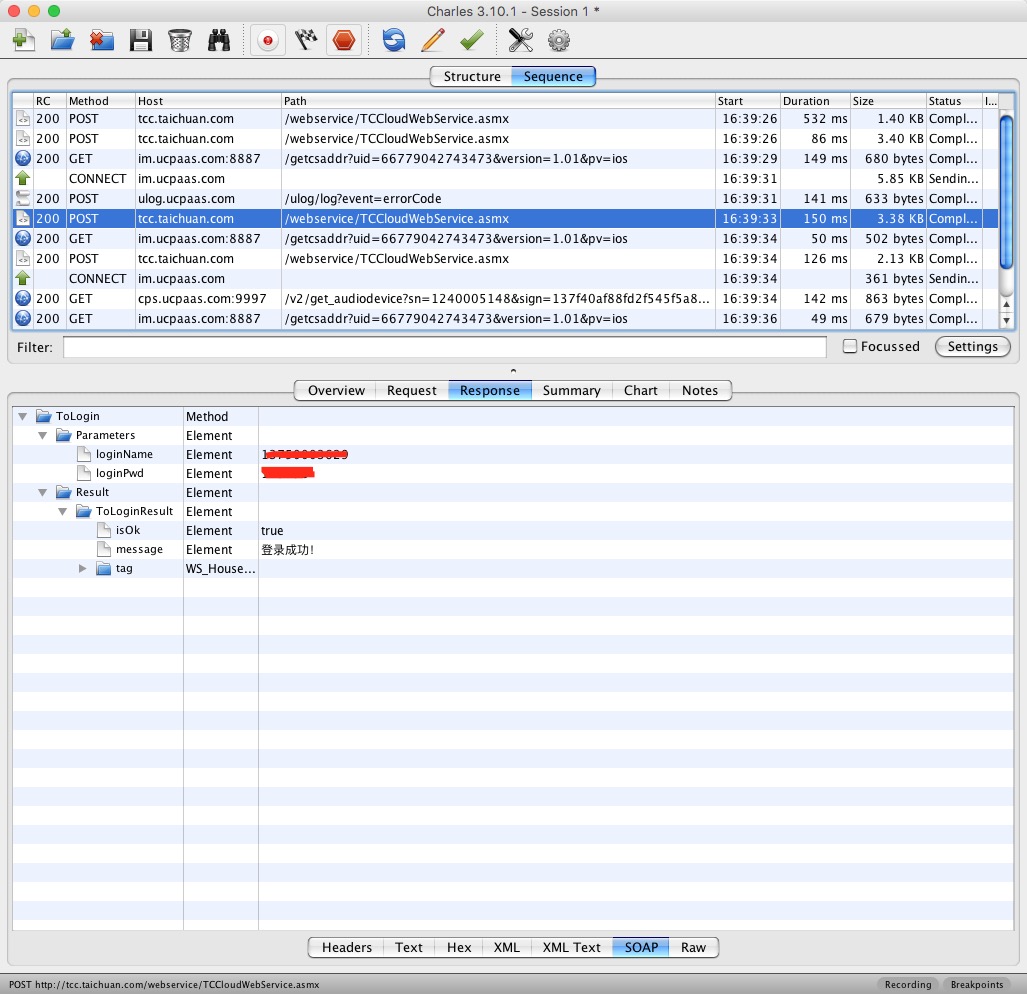 Charles 3.10.1 - Session 1 *
Structure Sequence
RC Method Host Path Start Duration Size Status I...
200 POST tcc.taichuan.com /webservice/TCCloudWebService.asmx 16:39:26 532 ms 1.40 KB Compl...
200 POST tcc.taichuan.com /webservice/TCCloudWebService.asmx 16:39:26 86 ms 3.40 KB Compl...
200 GET im.ucpaas.com:8887 /getcsaddr?uid=66779042743473&version=1.01&pv=ios 16:39:29 149 ms 680 bytes Compl...
CONNECT im.ucpaas.com 16:39:31 5.85 KB Sendin...
200 POST ulog.ucpaas.com /ulog/log?event=errorCode 16:39:31 141 ms 633 bytes Compl...
200 POST tcc.taichuan.com /webservice/TCCloudWebService.asmx 16:39:33 150 ms 3.38 KB Compl...
200 GET im.ucpaas.com:8887 /getcsaddr?uid=66779042743473&version=1.01&pv=ios 16:39:34 50 ms 502 bytes Compl...
200 POST tcc.taichuan.com /webservice/TCCloudWebService.asmx 16:39:34 126 ms 2.13 KB Compl...
CONNECT im.ucpaas.com 16:39:34 361 bytes Sendin...
200 GET cps.ucpaas.com:9997 /v2/get_audiodevice?sn=1240005148&sign=137f40af88fd2f545f5a8... 16:39:34 142 ms 863 bytes Compl...
200 GET im.ucpaas.com:8887 /getcsaddr?uid=66779042743473&version=1.01&pv=ios 16:39:36 49 ms 679 bytes Compl...
Filter: Focussed Settings
Overview Request Response Summary Chart Notes
ToLogin Method
Parameters Element
loginName Element
loginPwd Element
Result Element
ToLoginResult Element
isOk Element true
message Element 登录成功！
tag WS_House...
Headers Text Hex XML XML Text SOAP Raw
POST http://tcc.taichuan.com/webservice/TCCloudWebService.asmx Recording Breakpoints